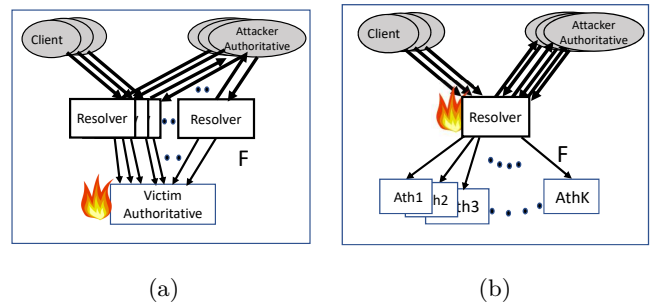 Client
Attacker
Authoritative
Resolver
Resolver
F
Victim
Authoritative
(a)
Client
Attacker
Authoritative
Resolver
F
Ath1
th2
th3
AthK
(b)